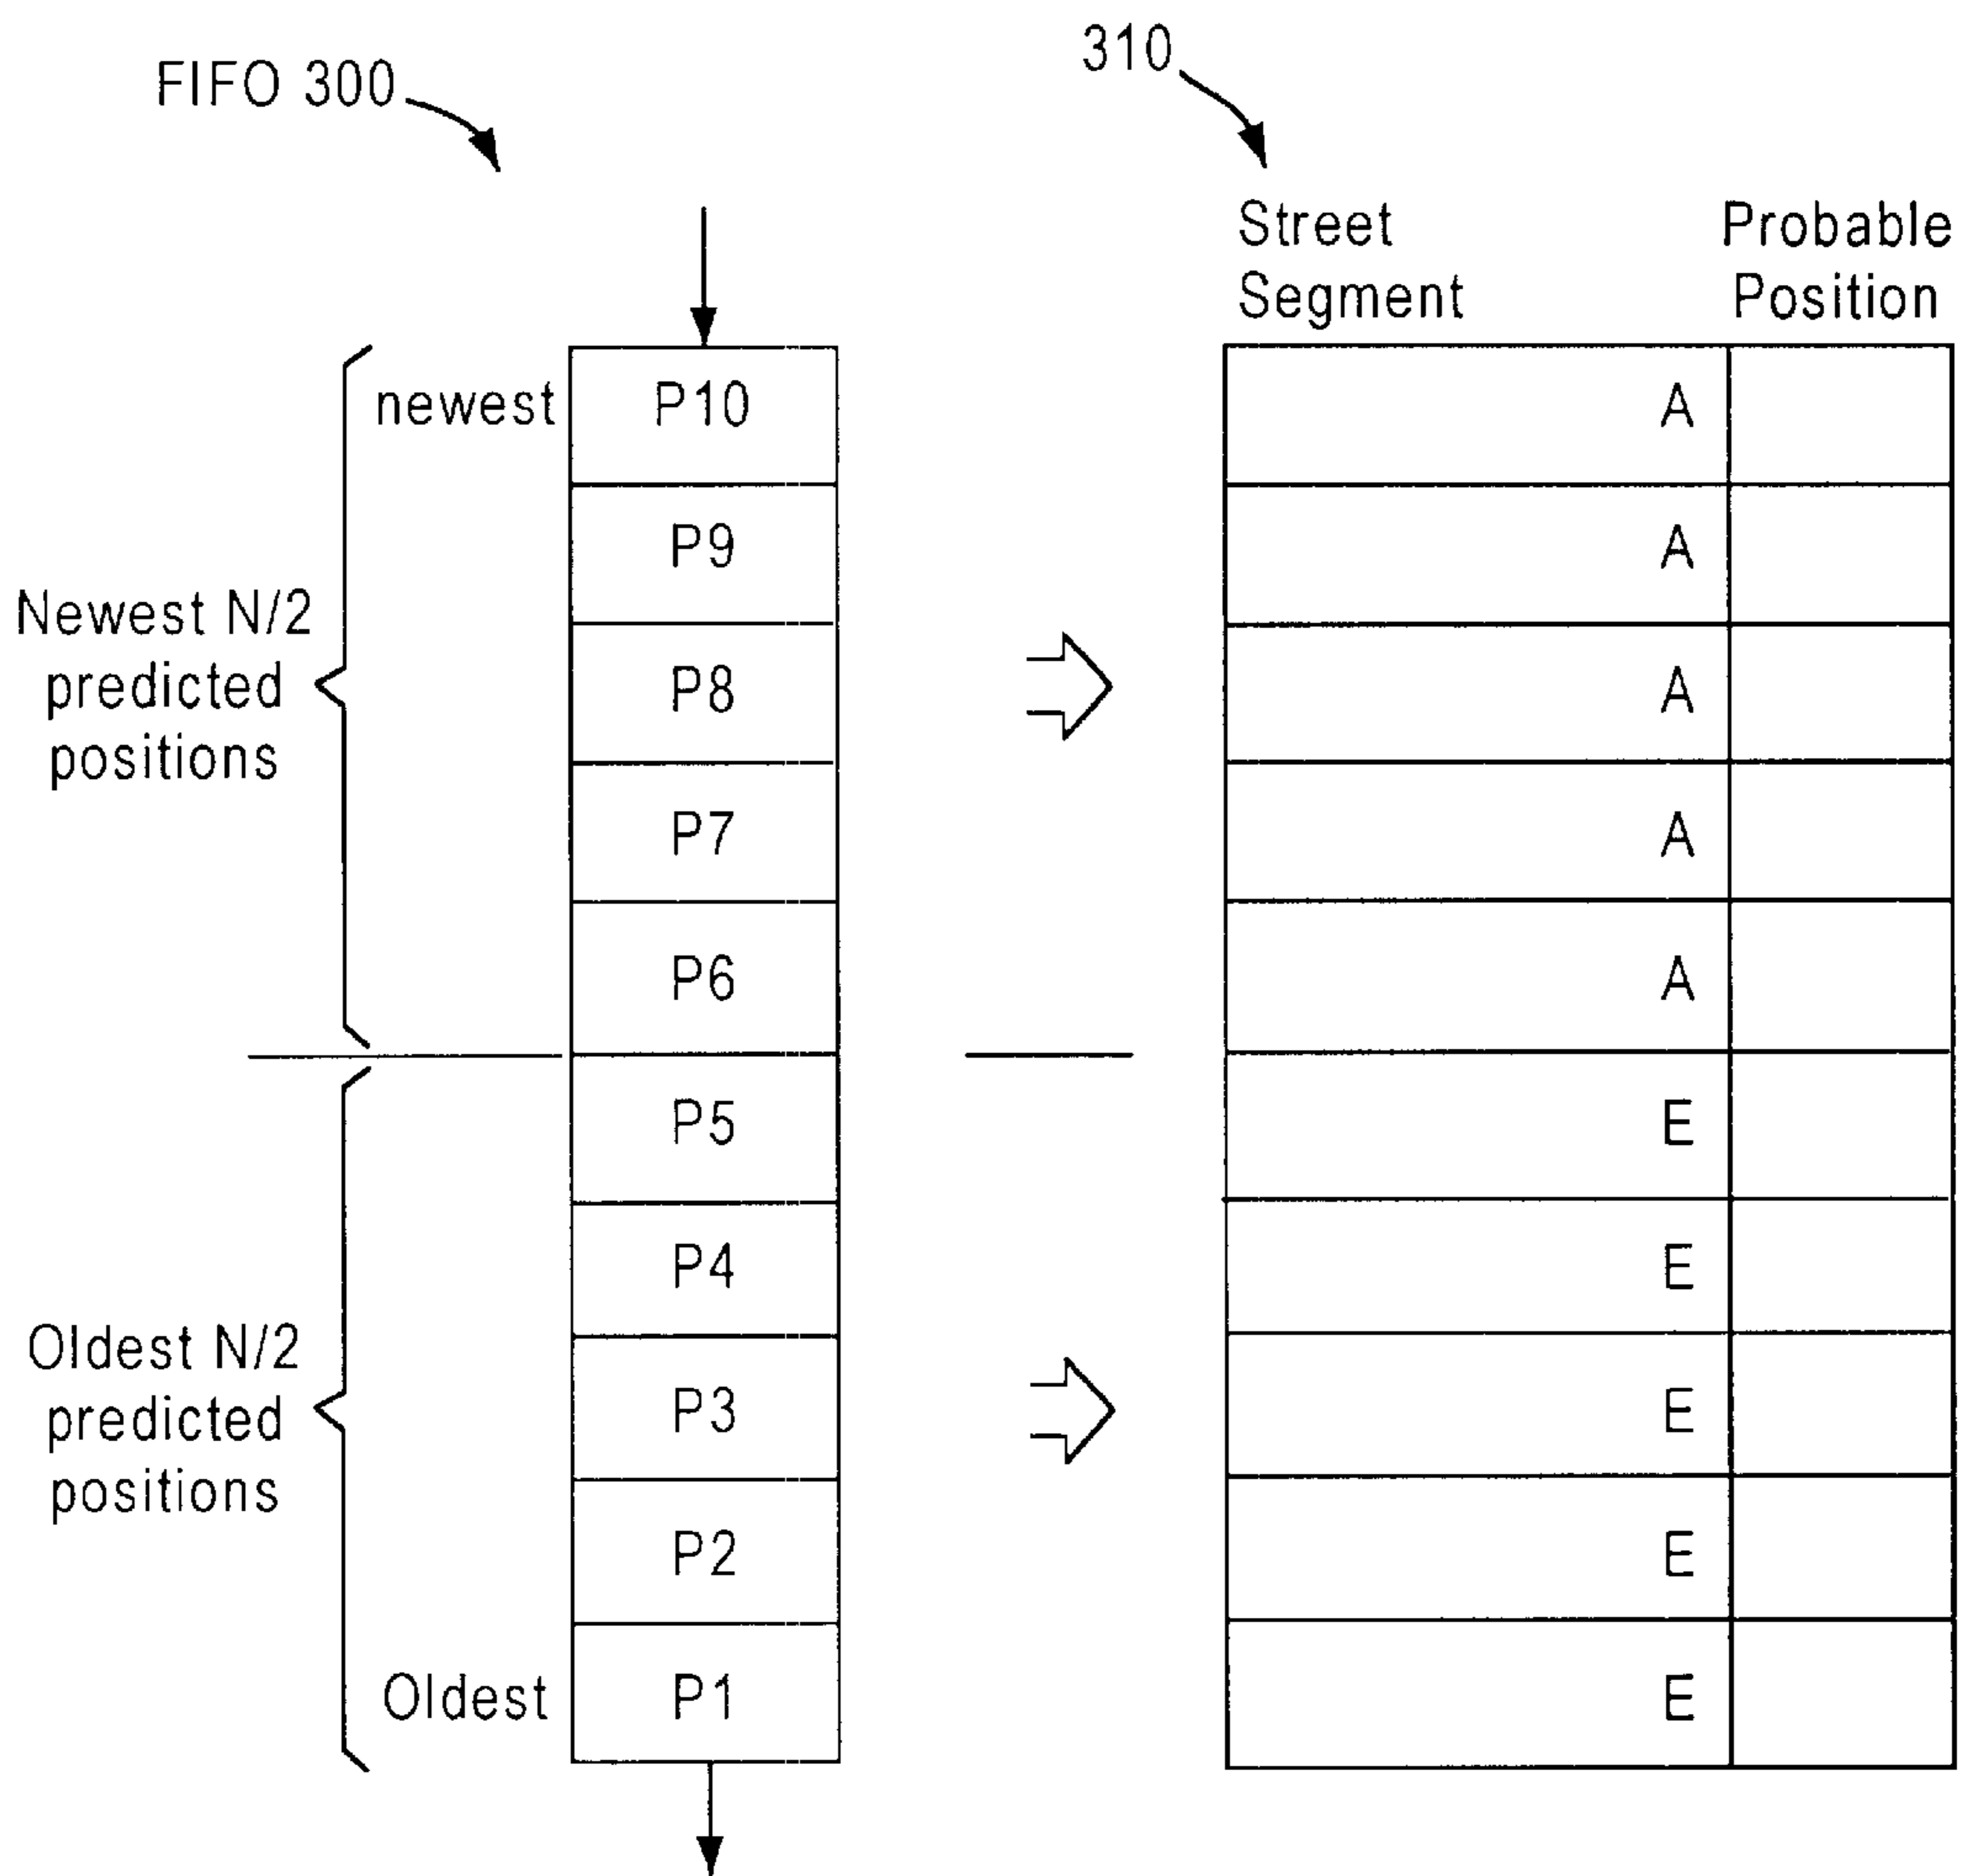 FIFO 300
310
Street
Segment
Probable
Position
newest
P10
A
P9
A
Newest N/2
predicted
positions
P8
A
P7
A
P6
A
P5
E
P4
E
Oldest N/2
predicted
positions
P3
E
P2
E
Oldest
P1
E